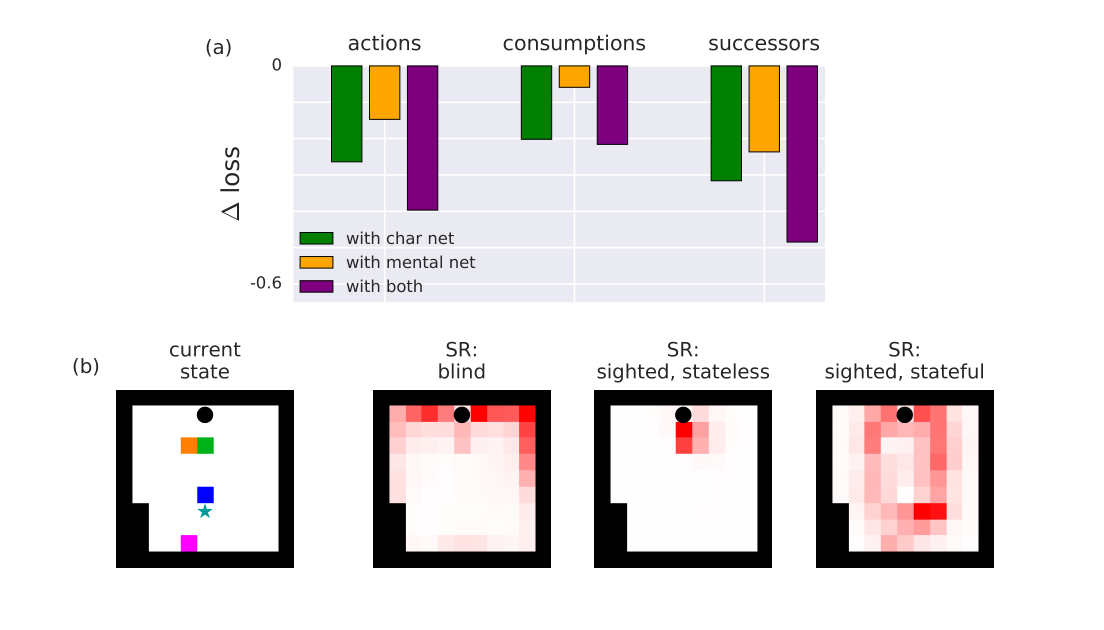 (a)
actions
consumptions
successors
0
Δ loss
-0.6
with char net
with mental net
with both
(b)
current
state
SR:
blind
SR:
sighted, stateless
SR:
sighted, stateful